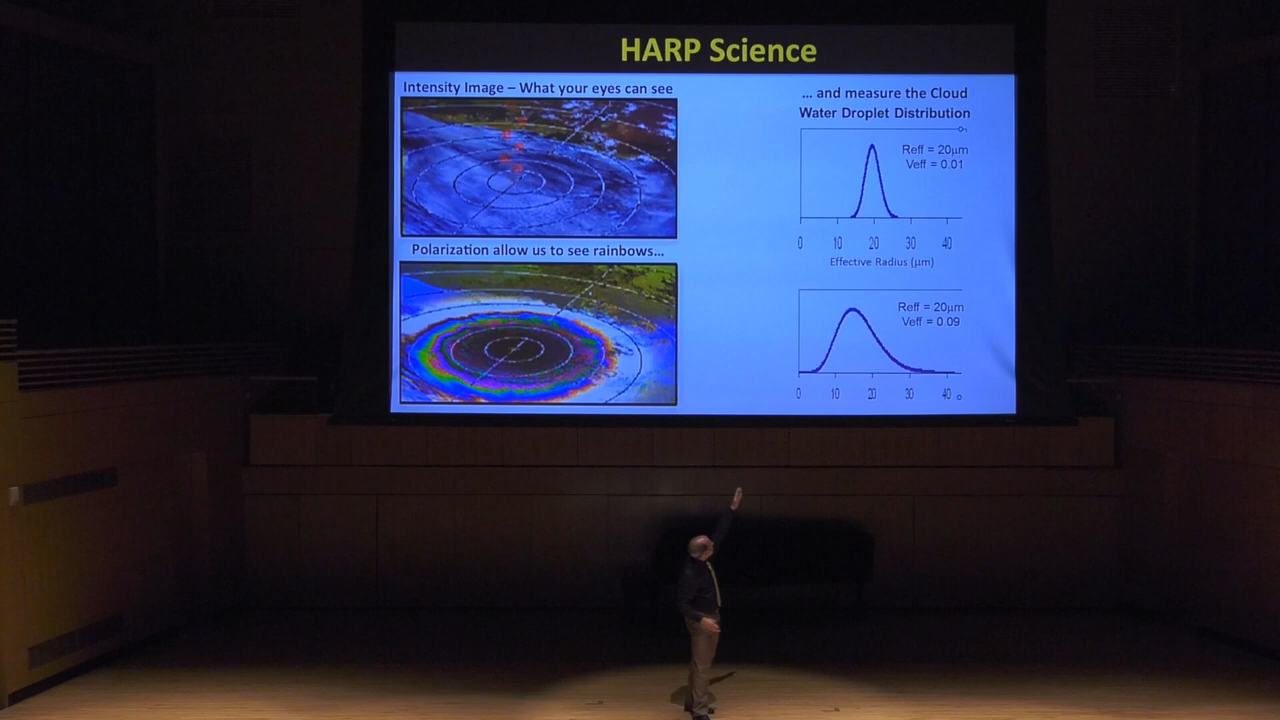 HARP Science
Intensity Image – What your eyes can see
Polarization allow us to see rainbows...
... and measure the Cloud
Water Droplet Distribution
Reff = 20μm
Veff = 0.01
0 10 20 30 40
Effective Radius (μm)
Reff = 20μm
Veff = 0.09
0 10 20 30 40